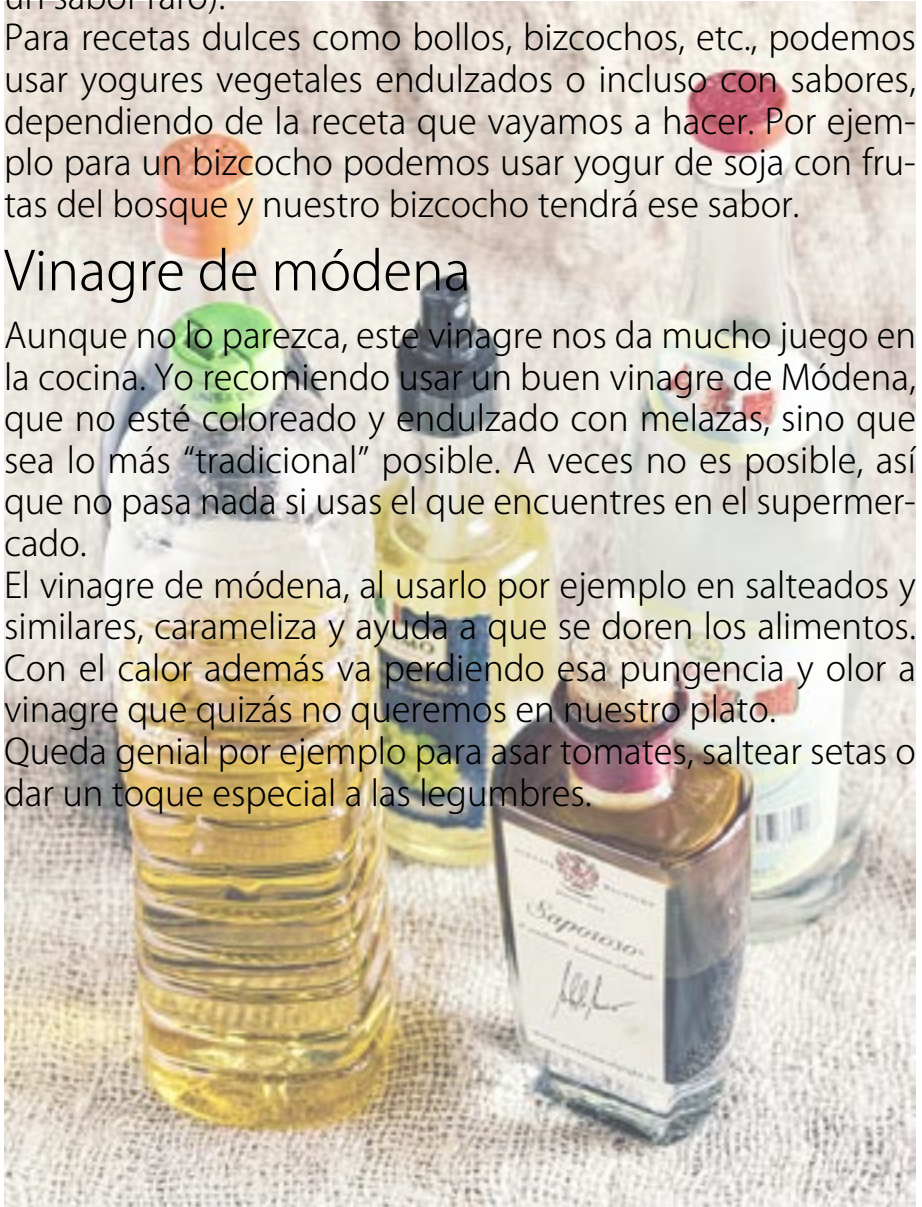 un sabor raro).
Para recetas dulces como bollos, bizcochos, etc., podemos
usar yogures vegetales endulzados o incluso con sabores,
dependiendo de la receta que vayamos a hacer. Por ejem-
plo para un bizcocho podemos usar yogur de soja con fru-
tas del bosque y nuestro bizcocho tendrá ese sabor.
Vinagre de módena
Aunque no lo parezca, este vinagre nos da mucho juego en
la cocina. Yo recomiendo usar un buen vinagre de Módena,
que no esté coloreado y endulzado con melazas, sino que
sea lo más “tradicional” posible. A veces no es posible, así
que no pasa nada si usas el que encuentres en el supermer-
cado.
El vinagre de módena, al usarlo por ejemplo en salteados y
similares, carameliza y ayuda a que se doren los alimentos.
Con el calor además va perdiendo esa pungencia y olor a
vinagre que quizás no queremos en nuestro plato.
Queda genial por ejemplo para asar tomates, saltear setas o
dar un toque especial a las legumbres.
Saporoso